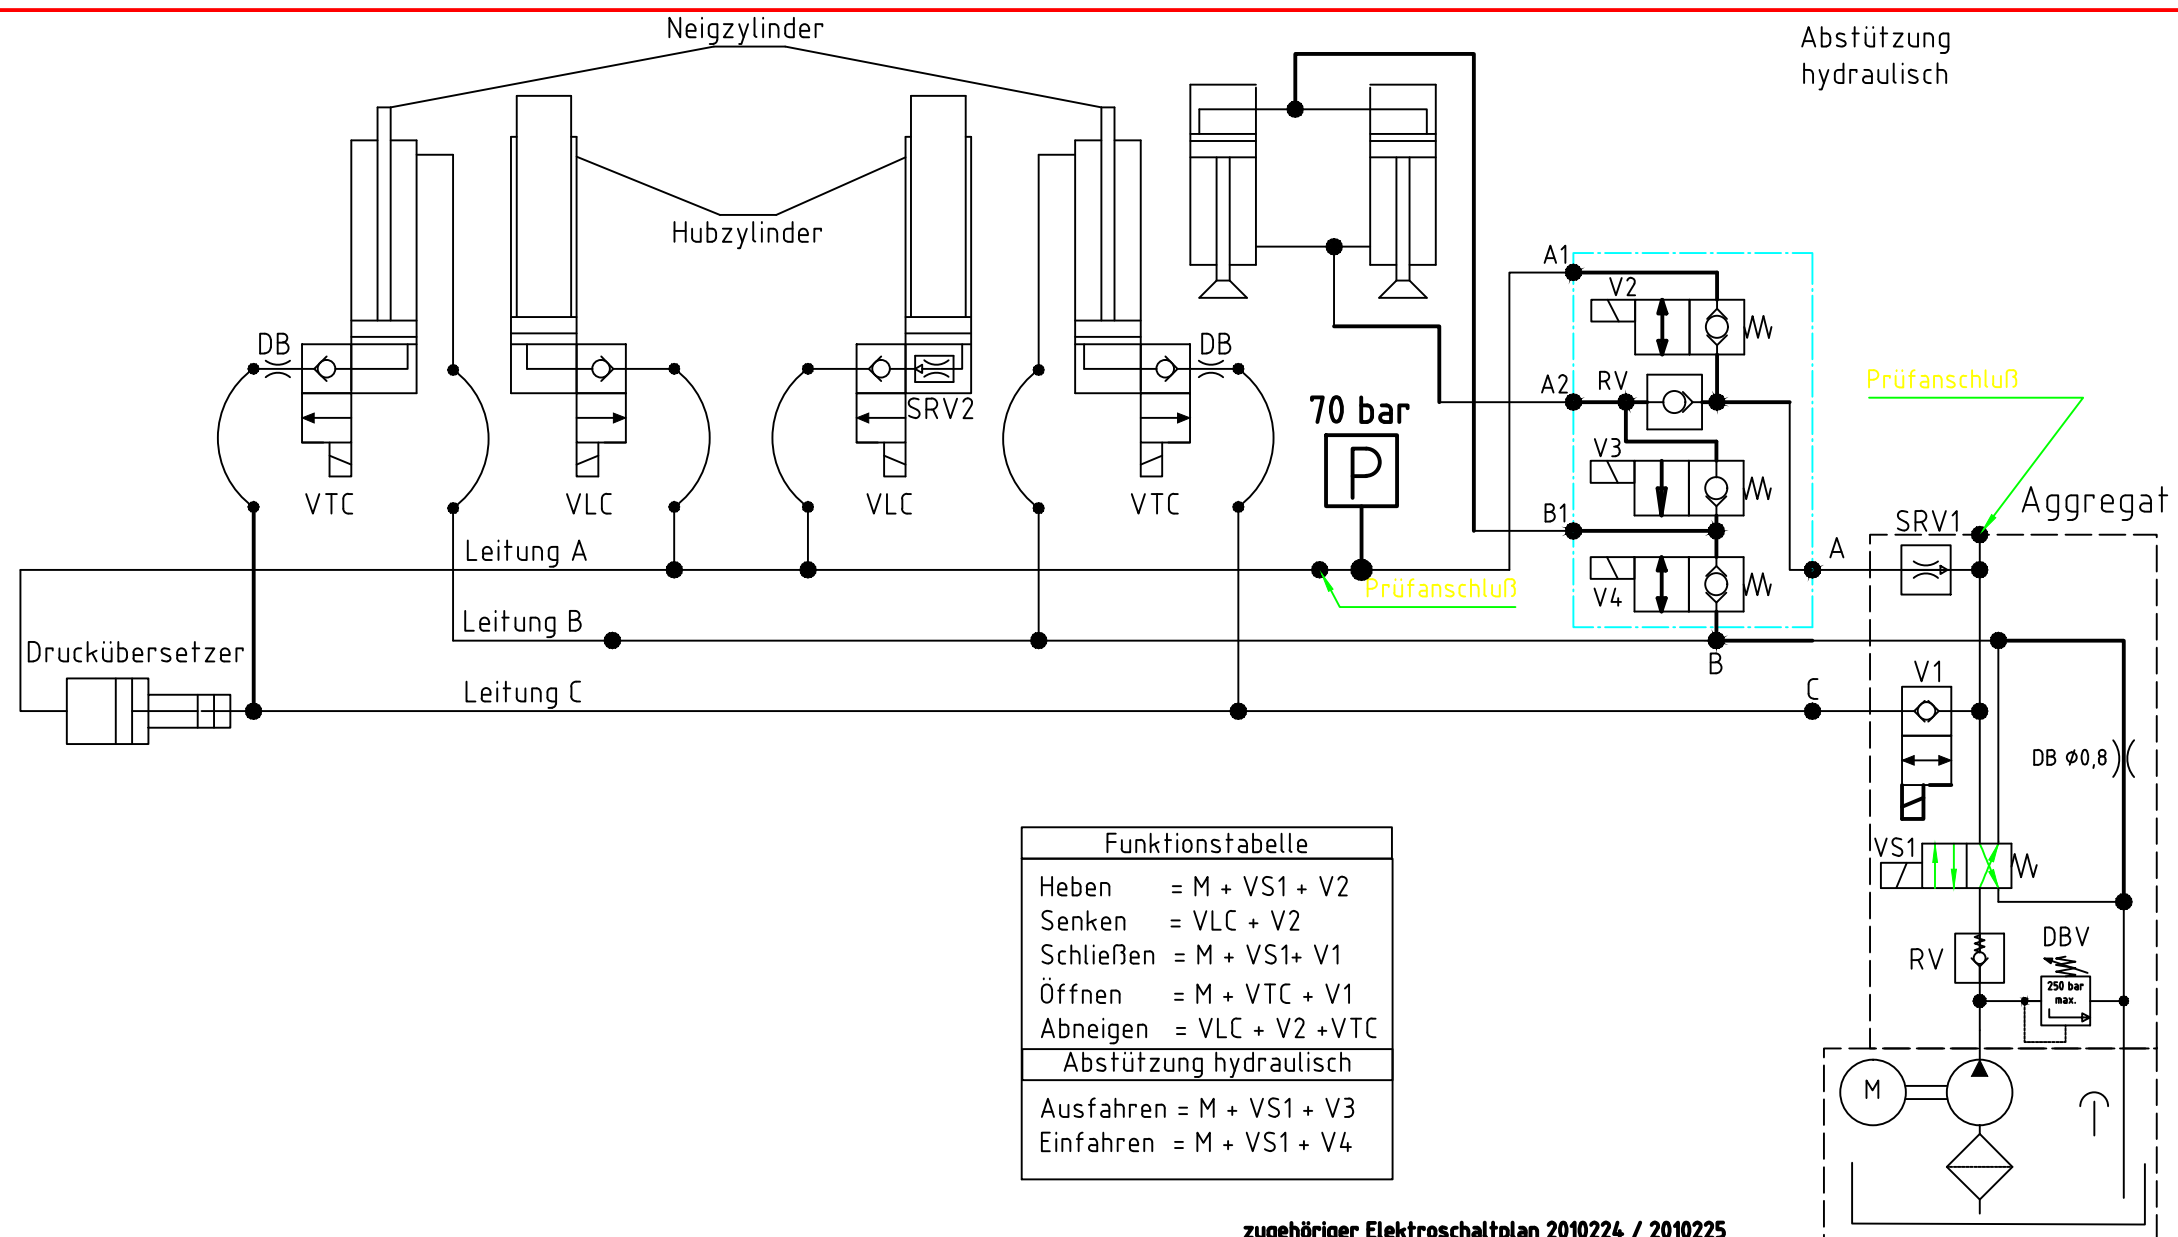 Neigzylinder
Abstützung
hydraulisch
Hubzylinder
A1
V2
DB
DB
A2
RV
Prüfanschluß
SRV2
70 bar
P
V3
VTC
VLC
VLC
VTC
B1
SRV1
Aggregat
Leitung A
A
Prüfanschluß
V4
Leitung B
Druckübersetzer
B
V1
Leitung C
C
DB Ø0,8
Funktionstabelle
VS1
Heben = M + VS1 + V2
Senken = VLC + V2
Schließen = M + VS1+ V1
Öffnen = M + VTC + V1
Abneigen = VLC + V2 +VTC
Abstützung hydraulisch
Ausfahren = M + VS1 + V3
Einfahren = M + VS1 + V4
RV
DBV
250 bar
max.
M
zugehöriger Elektroschaltplan 2010224 / 2010225